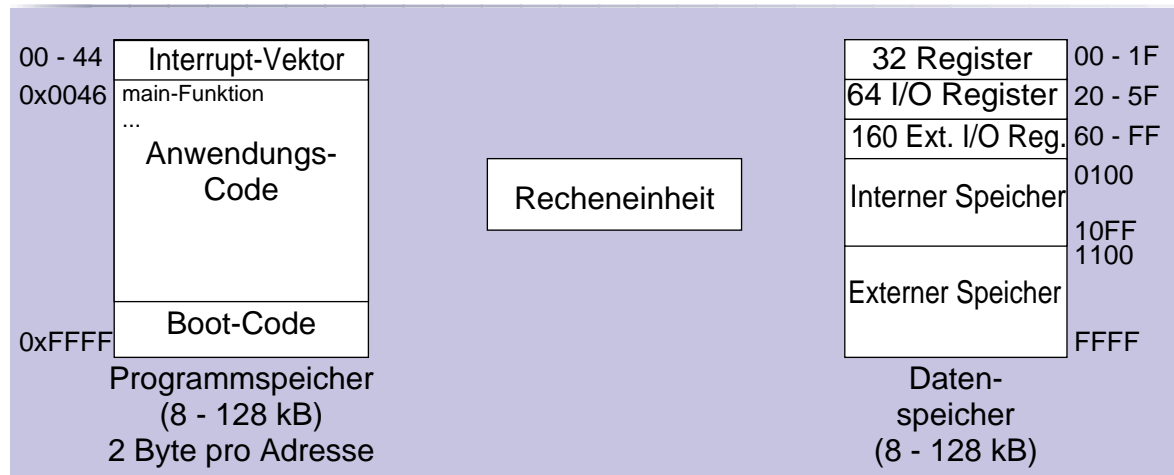 00 - 44
Interrupt-Vektor
0x0046
main-Funktion
...
Anwendungs-
Code
Boot-Code
0xFFFF
Programmspeicher
(8 - 128 kB)
2 Byte pro Adresse
Recheneinheit
32 Register
00 - 1F
64 I/O Register
20 - 5F
160 Ext. I/O Reg.
60 - FF
0100
Interner Speicher
10FF
1100
Externer Speicher
FFFF
Daten-
speicher
(8 - 128 kB)